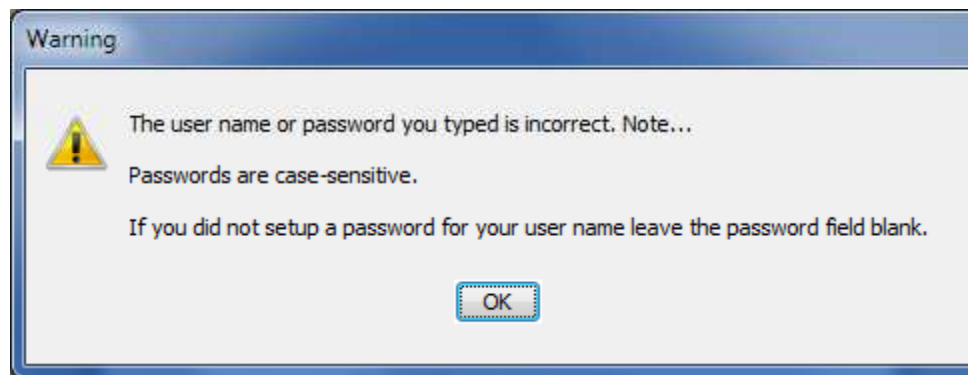 Warning
The user name or password you typed is incorrect. Note...
Passwords are case-sensitive.
If you did not setup a password for your user name leave the password field blank.
OK